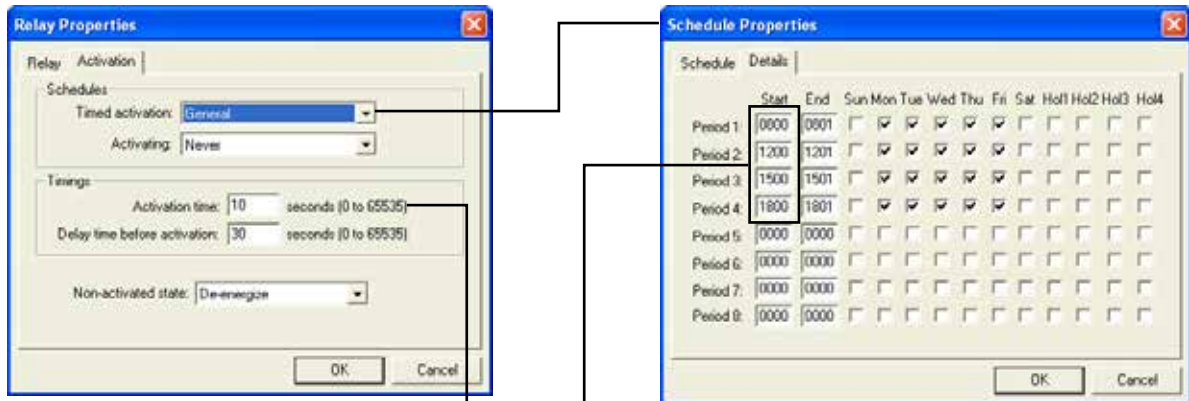 Relay Properties
Relay Activation
Schedules
Timed activation: General
Activating: Never
Timings
Activation time: 10 seconds (0 to 65535)
Delay time before activation: 30 seconds (0 to 65535)
Non-activated state: De-energize
OK Cancel
Schedule Properties
Schedule Details
Start End Sun Mon Tue Wed Thu Fri Sat Hol1 Hol2 Hol3 Hol4
Period 1: 0800 0801
Period 2: 1200 1201
Period 3: 1500 1501
Period 4: 1800 1801
Period 5: 0000 0000
Period 6: 0000 0000
Period 7: 0000 0000
Period 8: 0000 0000
OK Cancel